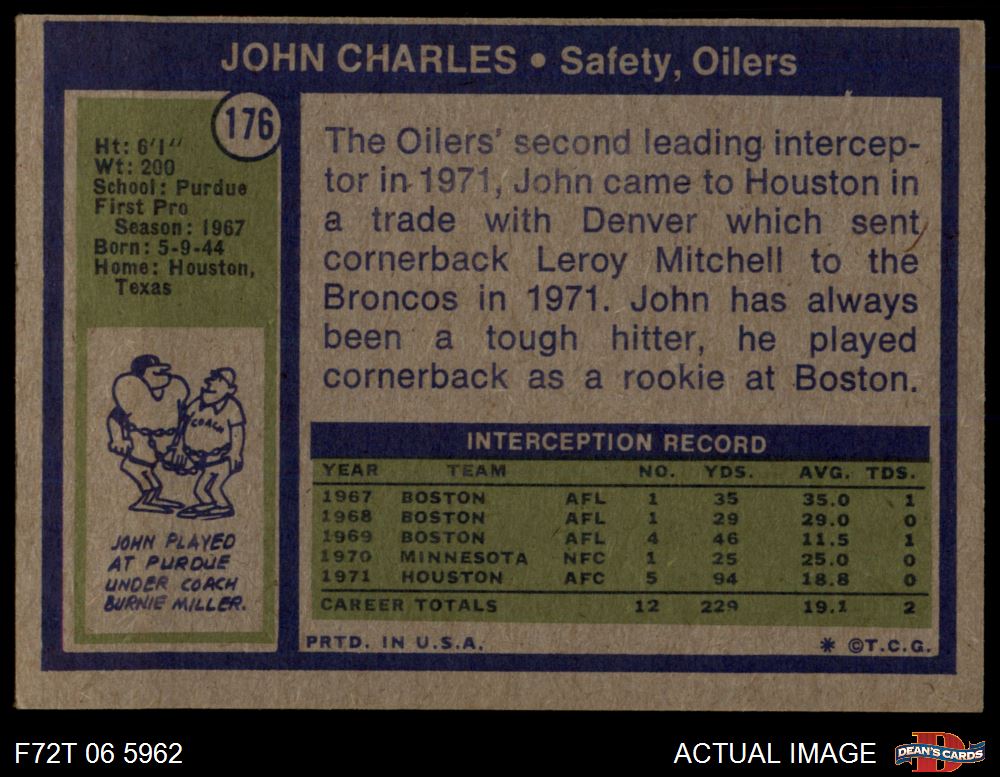 JOHN CHARLES • Safety, Oilers
176
Ht: 6'1"
Wt: 200
School: Purdue
First Pro
Season: 1967
Born: 5-9-44
Home: Houston,
Texas
COACH
JOHN PLAYED
AT PURDUE
UNDER COACH
BURNIE MILLER.
The Oilers' second leading intercep-
tor in 1971, John came to Houston in
a trade with Denver which sent
cornerback Leroy Mitchell to the
Broncos in 1971. John has always
been a tough hitter, he played
cornerback as a rookie at Boston.
INTERCEPTION RECORD
YEAR TEAM NO. YDS. AVG. TDS.
1967 BOSTON AFL 1 35 35.0 1
1968 BOSTON AFL 1 29 29.0 0
1969 BOSTON AFL 4 46 11.5 1
1970 MINNESOTA NFC 1 25 25.0 0
1971 HOUSTON AFC 5 94 18.8 0
CAREER TOTALS 12 229 19.1 2
PRTD. IN U.S.A. * ©T.C.G.
F72T 06 5962 ACTUAL IMAGE
D
DEAN'S CARDS